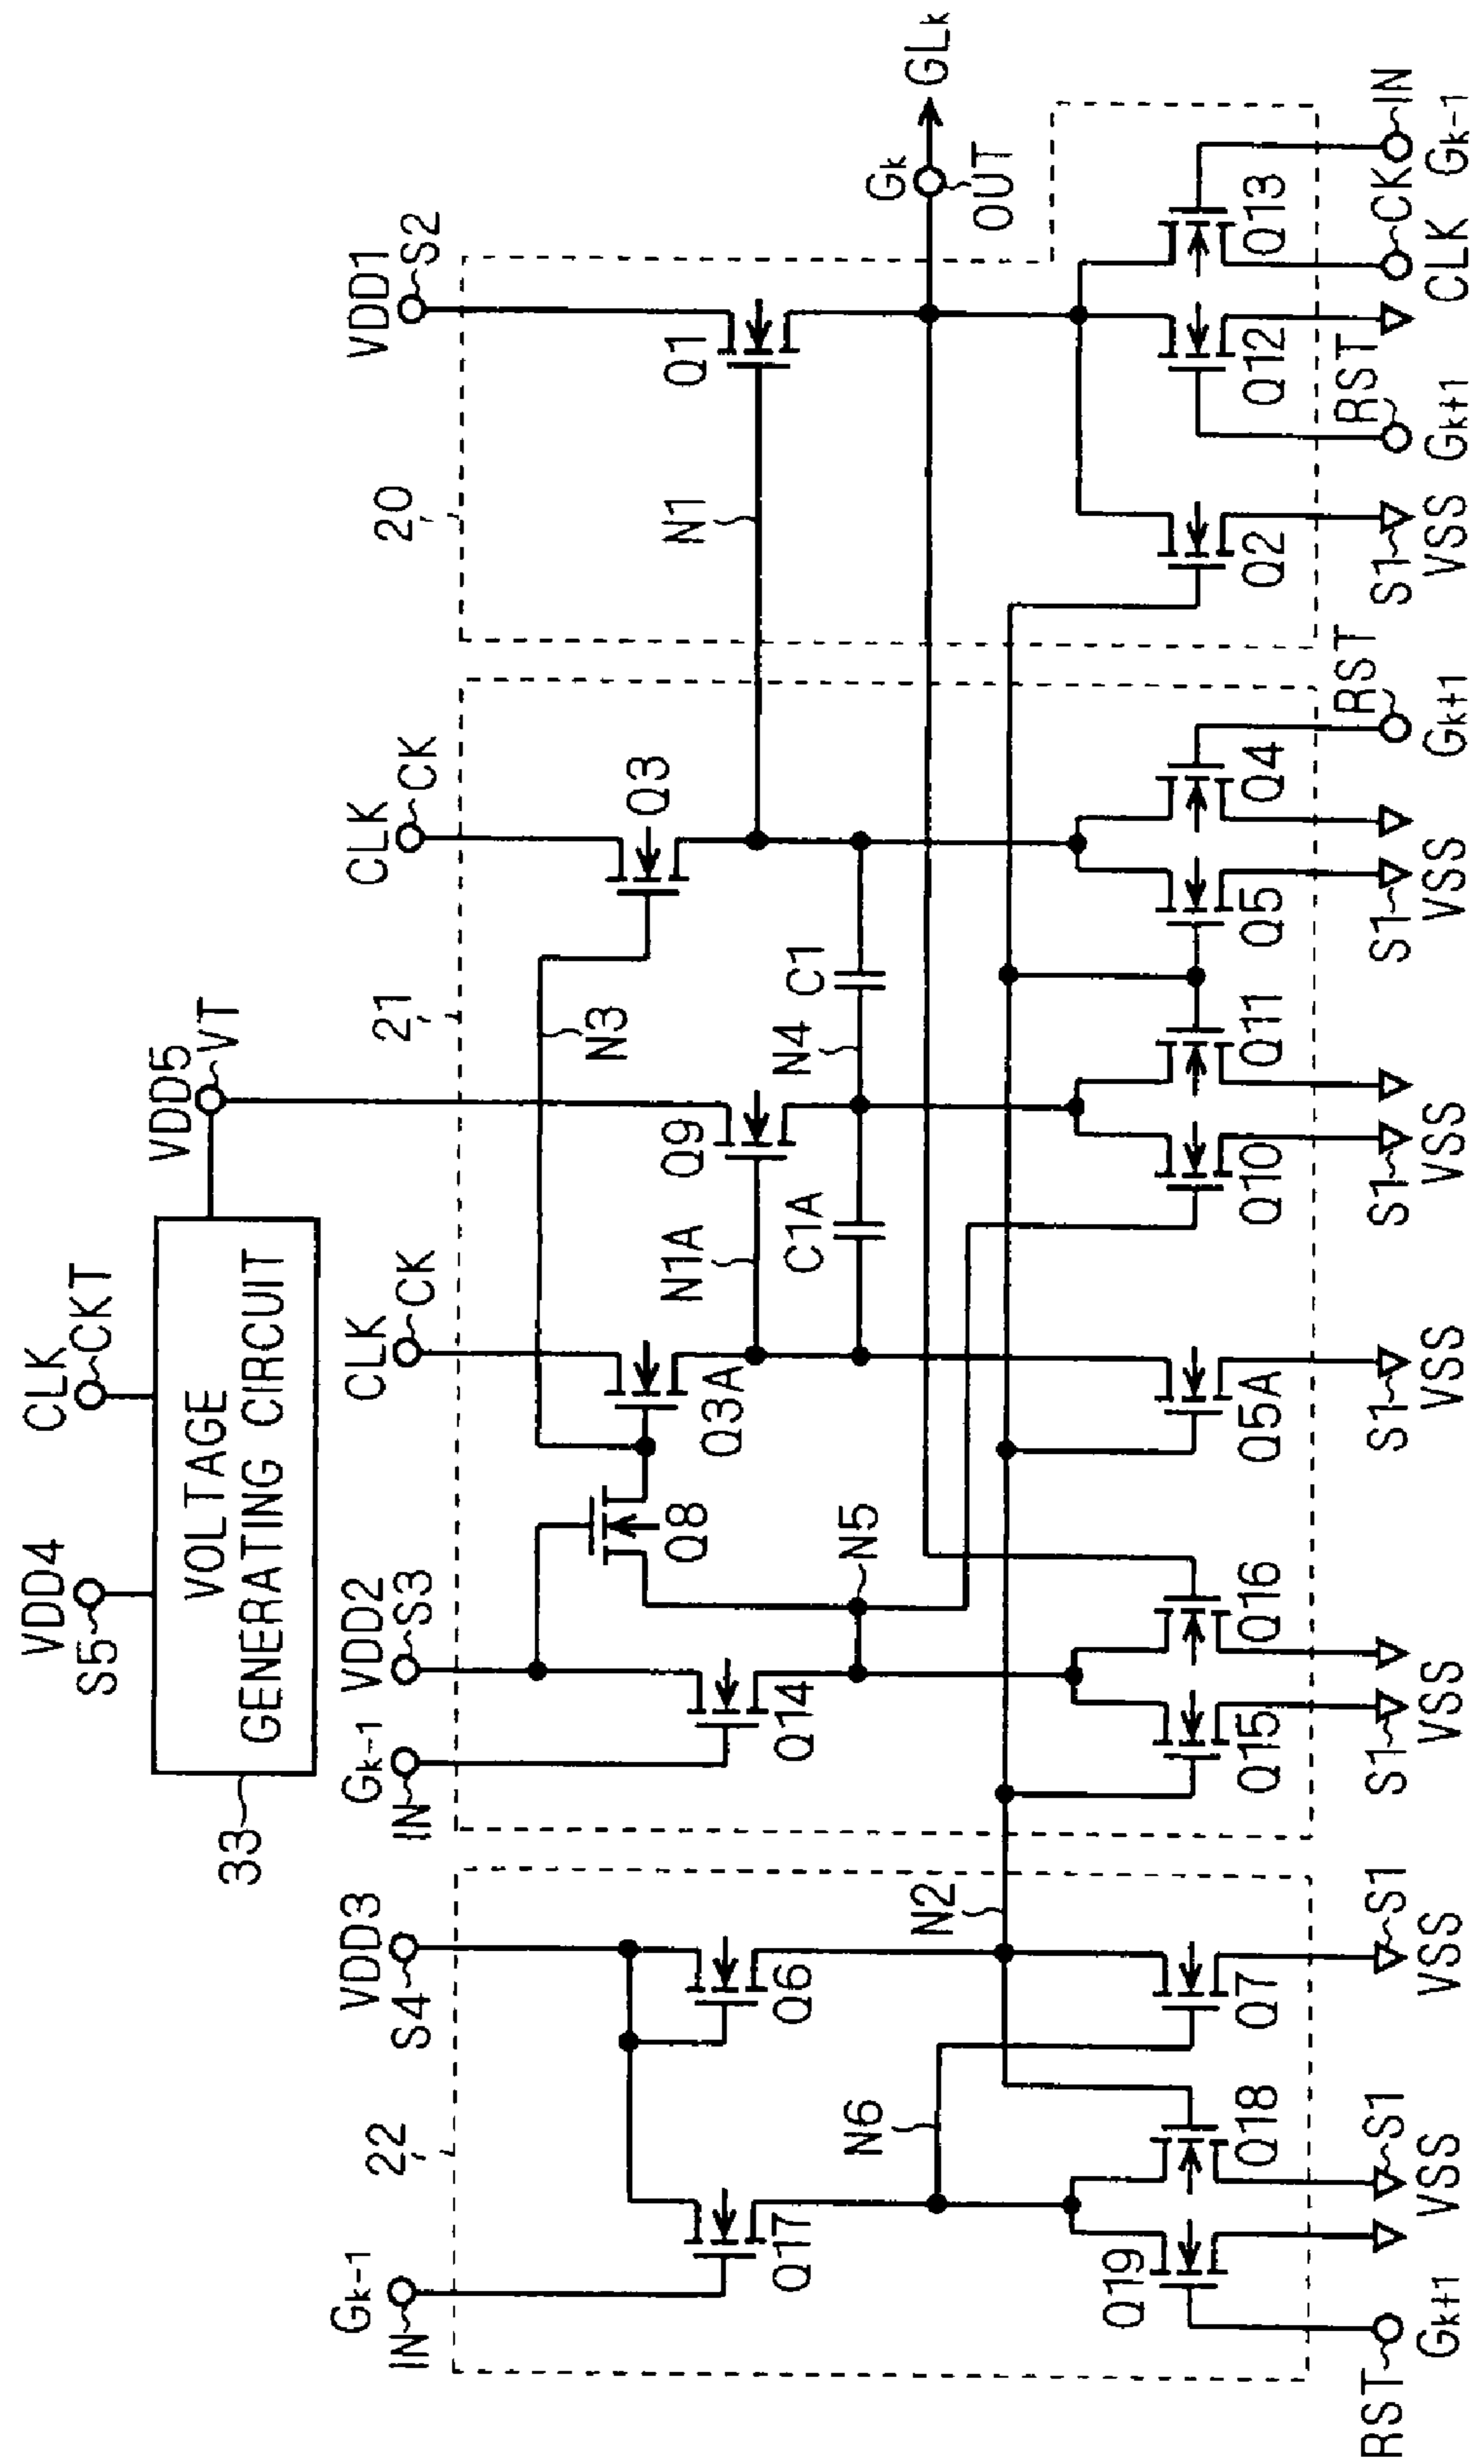 VDD4
S5
CLK
CKT
VOLTAGE
GENERATING CIRCUIT
33
VDD5
VT
Gk-1
IN
VDD3
S4
Gk-1
IN
VDD2
S3
CLK
CK
CLK
CK
VDD1
S2
22
21
20
Q17
Q6
Q14
Q8
Q3A
N1A
Q9
N3
Q3
N1
Q1
C1A
N4
C1
N5
N6
N2
Gk
OUT
GLk
Q19
Q18
Q7
Q15
Q16
Q5A
Q10
Q11
Q5
Q4
Q2
Q12
Q13
RST
Gk+1
S1
VSS
S1
VSS
S1
VSS
S1
VSS
S1
VSS
S1
VSS
RST
Gk+1
S1
VSS
RST
Gk+1
CK
CLK
IN
Gk-1